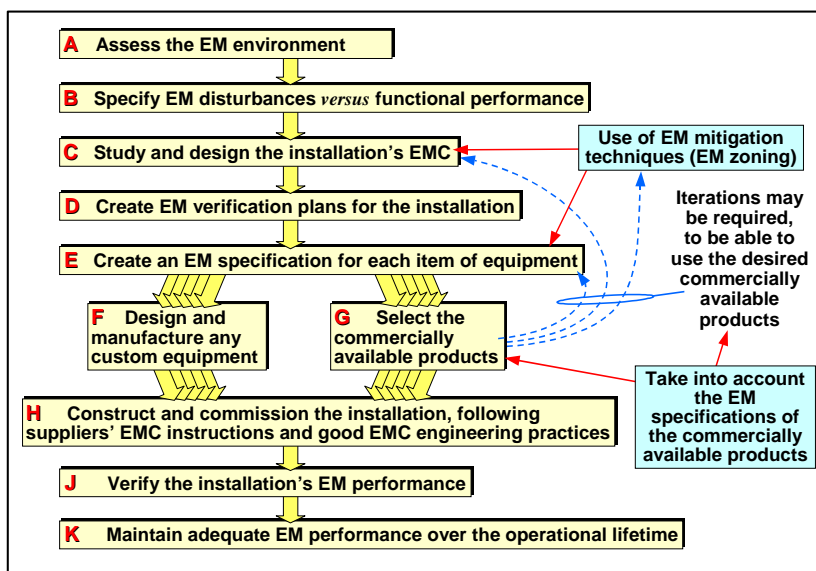 A Assess the EM environment
B Specify EM disturbances versus functional performance
C Study and design the installation's EMC
Use of EM mitigation
techniques (EM zoning)
D Create EM verification plans for the installation
E Create an EM specification for each item of equipment
Iterations may
be required,
to be able to
use the desired
commercially
available
products
F Design and
manufacture any
custom equipment
G Select the
commercially
available products
Take into account
the EM
specifications of
the commercially
available products
H Construct and commission the installation, following
suppliers' EMC instructions and good EMC engineering practices
J Verify the installation's EM performance
K Maintain adequate EM performance over the operational lifetime